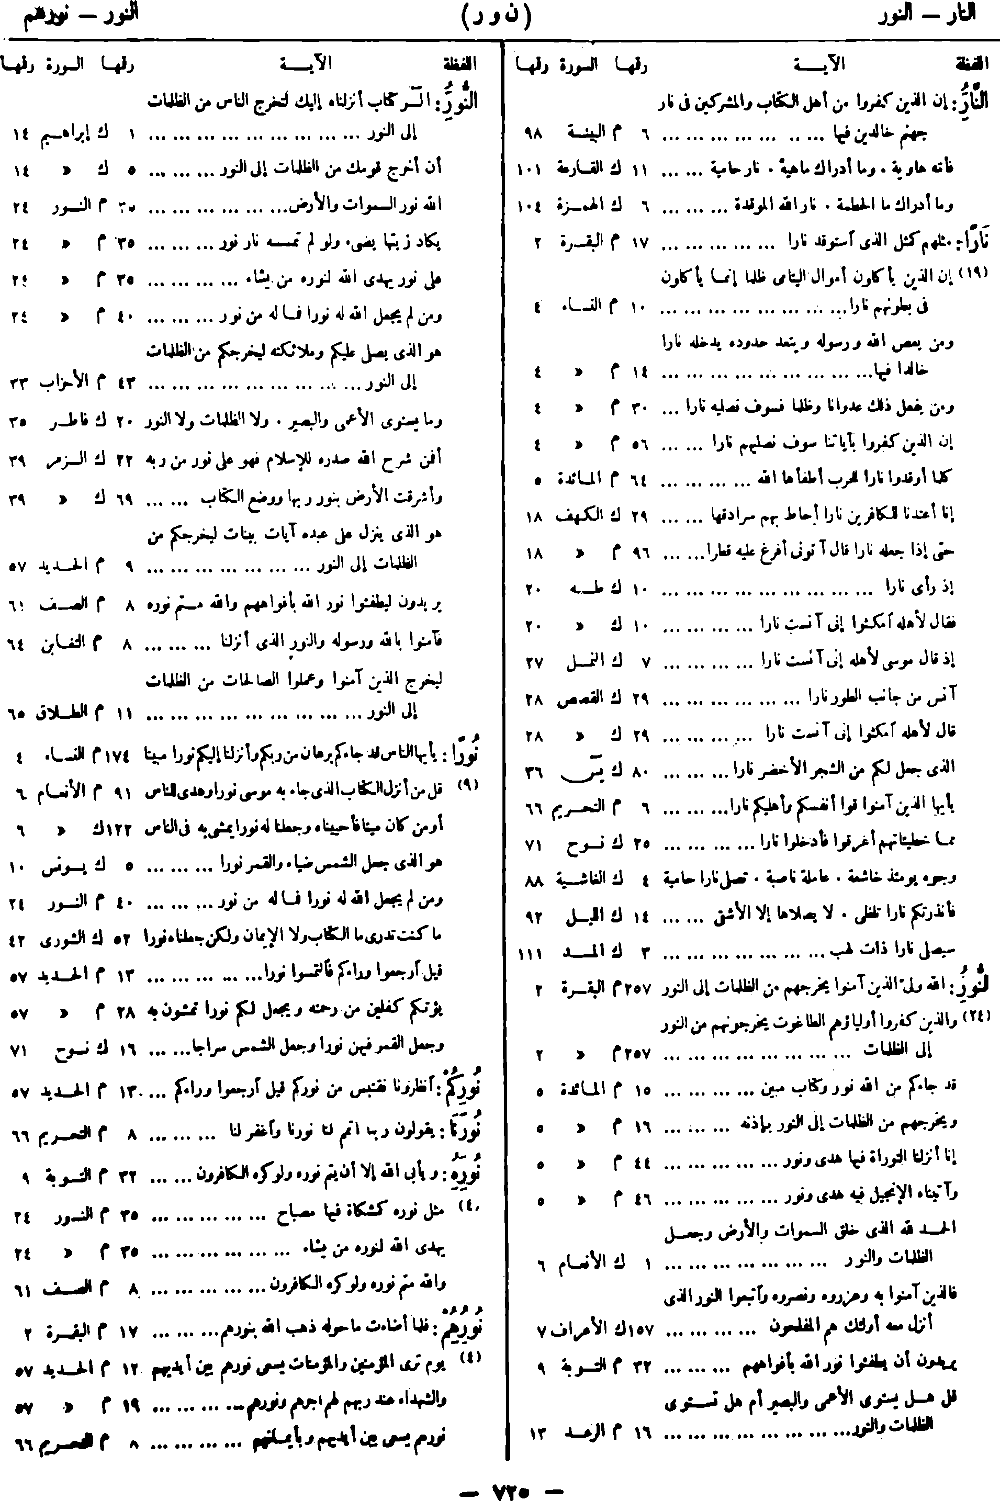 النار – النور
(ن و ر)
النور – نورهم
اللفظة الآيـــة رقمها السورة رقمها
النَّارُ: إن الذين كفروا من أهل الكتاب والمشركين فى نار
جهنم خالدين فيها ... ... ... ... ... ... ٦ م البينة ٩٨
فأمه هاوية ٠ وما أدراك ماهية ٠ نار حامية ... ... ١١ ك القارعة ١٠١
وما أدراك ما الحطمة ٠ نار الله الموقدة ... ... ... ٦ ك الهمزة ١٠٤
نَارًا: مثلهم كمثل الذى آستوقد نارا ... ... ... ... ... ١٧ م البقرة ٢
(١٩) إن الذين يأكلون أموال اليتامى ظلما إنما يأكلون
فى بطونهم نارا ... ... ... ... ... ... ... ... ١٠ م النساء ٤
ومن يعص الله ورسوله ويتعد حدوده يدخله نارا
خالدا فيها ... ... ... ... ... ... ... ... ١٤ م » ٤
ومن يفعل ذلك عدوانا وظلما فسوف نصليه نارا ... ٣٠ م » ٤
إن الذين كفروا بآياتنا سوف نصليهم نارا ... ... ٥٦ م » ٤
كلما أوقدوا نارا للحرب أطفأها الله ... ... ... ... ٦٤ م المائدة ٥
إنا أعتدنا للكافرين نارا أحاط بهم سرادقها ... ... ٢٩ ك الكهف ١٨
حتى إذا جعله نارا قال آتونى أفرغ عليه قطرا ... ... ٩٦ م » ١٨
إذ رأى نارا ... ... ... ... ... ... ... ... ١٠ ك طـه ٢٠
فقال لأهله آمكثوا إنى آنست نارا ... ... ... ... ١٠ ك » ٢٠
إذ قال موسى لأهله إنى آنست نارا ... ... ... ... ٧ ك النمل ٢٧
آنس من جانب الطور نارا ... ... ... ... ... ... ٢٩ ك القصص ٢٨
قال لأهله آمكثوا إنى آنست نارا ... ... ... ... ٢٩ ك » ٢٨
الذى جعل لكم من الشجر الأخضر نارا ... ... ... ٨٠ ك يس ٣٦
يأيها الذين آمنوا قوا أنفسكم وأهليكم نارا ... ... ... ٦ م التحريم ٦٦
مما خطيئاتهم أغرقوا فأدخلوا نارا ... ... ... ... ٢٥ ك نوح ٧١
وجوه يومئذ خاشعة ٠ عاملة ناصبة ٠ تصلى نارا حامية ٤ ك الغاشية ٨٨
فأنذرتكم نارا تلظى ٠ لا يصلاها إلا الأشقى ... ... ١٤ ك الليل ٩٢
سيصلى نارا ذات لهب ... ... ... ... ... ... ٣ ك المسد ١١١
النُّورُ: الله ولىّ الذين آمنوا يخرجهم من الظلمات إلى النور ٢٥٧ م البقرة ٢
(٢٤) والذين كفروا أولياؤهم الطاغوت يخرجونهم من النور
إلى الظلمات ... ... ... ... ... ... ... ... ٢٥٧ م » ٢
قد جاءكم من الله نور وكتاب مبين ... ... ... ... ١٥ م المائدة ٥
ويخرجهم من الظلمات إلى النور بإذنه ... ... ... ١٦ م » ٥
إنا أنزلنا التوراة فيها هدى ونور ... ... ... ... ... ٤٤ م » ٥
وآتيناه الإنجيل فيه هدى ونور ... ... ... ... ... ٤٦ م » ٥
الحمد لله الذى خلق السموات والأرض وجعل
الظلمات والنور ... ... ... ... ... ... ... ١ ك الأنعام ٦
فالذين آمنوا به وعزروه ونصروه وآتبعوا النور الذى
أنزل معه أولئك هم المفلحون ... ... ... ... ١٥٧ ك الأعراف ٧
يريدون أن يطفئوا نور الله بأفواههم ... ... ... ٣٢ م التوبة ٩
قل هل يستوى الأعمى والبصير أم هل تستوى
الظلمات والنور ... ... ... ... ... ... ... ... ١٦ م الرعد ١٣
اللفظة الآيـــة رقمها السورة رقمها
النُّورِ: الـر كتاب أنزلناه إليك لتخرج الناس من الظلمات
إلى النور ... ... ... ... ... ... ... ... ... ١ ك إبراهيم ١٤
أن أخرج قومك من الظلمات إلى النور ... ... ... ٥ ك » ١٤
الله نور السموات والأرض ... ... ... ... ... ... ٣٥ م النور ٢٤
يكاد زيتها يضىء ولو لم تمسسه نار نور ... ... ... ٣٥ م » ٢٤
على نور يهدى الله لنوره من يشاء ... ... ... ... ٣٥ م » ٢٤
ومن لم يجعل الله له نورا فما له من نور ... ... ... ٤٠ م » ٢٤
هو الذى يصلى عليكم وملائكته ليخرجكم من الظلمات
إلى النور ... ... ... ... ... ... ... ... ... ٤٣ م الأحزاب ٣٣
وما يستوى الأعمى والبصير ٠ ولا الظلمات ولا النور ٢٠ ك فاطر ٣٥
أفمن شرح الله صدره للإسلام فهو على نور من ربه ٢٢ ك الزمر ٣٩
وأشرقت الأرض بنور ربها ووضع الكتاب ... ... ٦٩ ك » ٣٩
هو الذى ينزل على عبده آيات بينات ليخرجكم من
الظلمات إلى النور ... ... ... ... ... ... ... ٩ م الحديد ٥٧
يريدون ليطفئوا نور الله بأفواههم والله متم نوره ٨ م الصف ٦١
فآمنوا بالله ورسوله والنور الذى أنزلنا ... ... ... ٨ م التغابن ٦٤
ليخرج الذين آمنوا وعملوا الصالحات من الظلمات
إلى النور ... ... ... ... ... ... ... ... ... ١١ م الطلاق ٦٥
نُورًا: يأيها الناس قد جاءكم برهان من ربكم وأنزلنا إليكم نورا مبينا ١٧٤ م النساء ٤
(٩) قل من أنزل الكتاب الذى جاء به موسى نورا وهدى للناس ٩١ م الأنعام ٦
أو من كان ميتا فأحييناه وجعلنا له نورا يمشى به فى الناس ١٢٢ ك » ٦
هو الذى جعل الشمس ضياء والقمر نورا ... ... ... ٥ ك يونس ١٠
ومن لم يجعل الله له نورا فما له من نور ... ... ... ٤٠ م النور ٢٤
ما كنت تدرى ما الكتاب ولا الإيمان ولكن جعلناه نورا ٥٢ ك الشورى ٤٢
قيل آرجعوا وراءكم فآلتمسوا نورا ... ... ... ... ... ١٣ م الحديد ٥٧
يؤتكم كفلين من رحمته ويجعل لكم نورا تمشون به ٢٨ م » ٥٧
وجعل القمر فيهن نورا وجعل الشمس سراجا ... ... ١٦ ك نوح ٧١
نُورِكُمْ: آنظرونا نقتبس من نوركم قيل آرجعوا وراءكم ... ١٣ م الحديد ٥٧
نُورَنَا: يقولون ربنا أتمم لنا نورنا وآغفر لنا ... ... ... ٨ م التحريم ٦٦
نُورِهِ: ويأبى الله إلا أن يتم نوره ولو كره الكافرون ... ... ٣٢ م التوبة ٩
(٤) مثل نوره كمشكاة فيها مصباح ... ... ... ... ... ٣٥ م النور ٢٤
يهدى الله لنوره من يشاء ... ... ... ... ... ... ٣٥ م » ٢٤
والله متم نوره ولو كره الكافرون ... ... ... ... ... ٨ م الصف ٦١
نُورُهُمْ: فلما أضاءت ما حوله ذهب الله بنورهم ... ... ... ١٧ م البقرة ٢
(٤) يوم ترى المؤمنين والمؤمنات يسعى نورهم بين أيديهم ١٢ م الحديد ٥٧
والشهداء عند ربهم لهم أجرهم ونورهم ... ... ... ... ١٩ م » ٥٧
نورهم يسعى بين أيديهم وبأيمانهم ... ... ... ... ٨ م التحريم ٦٦
– ٧٢٥ –